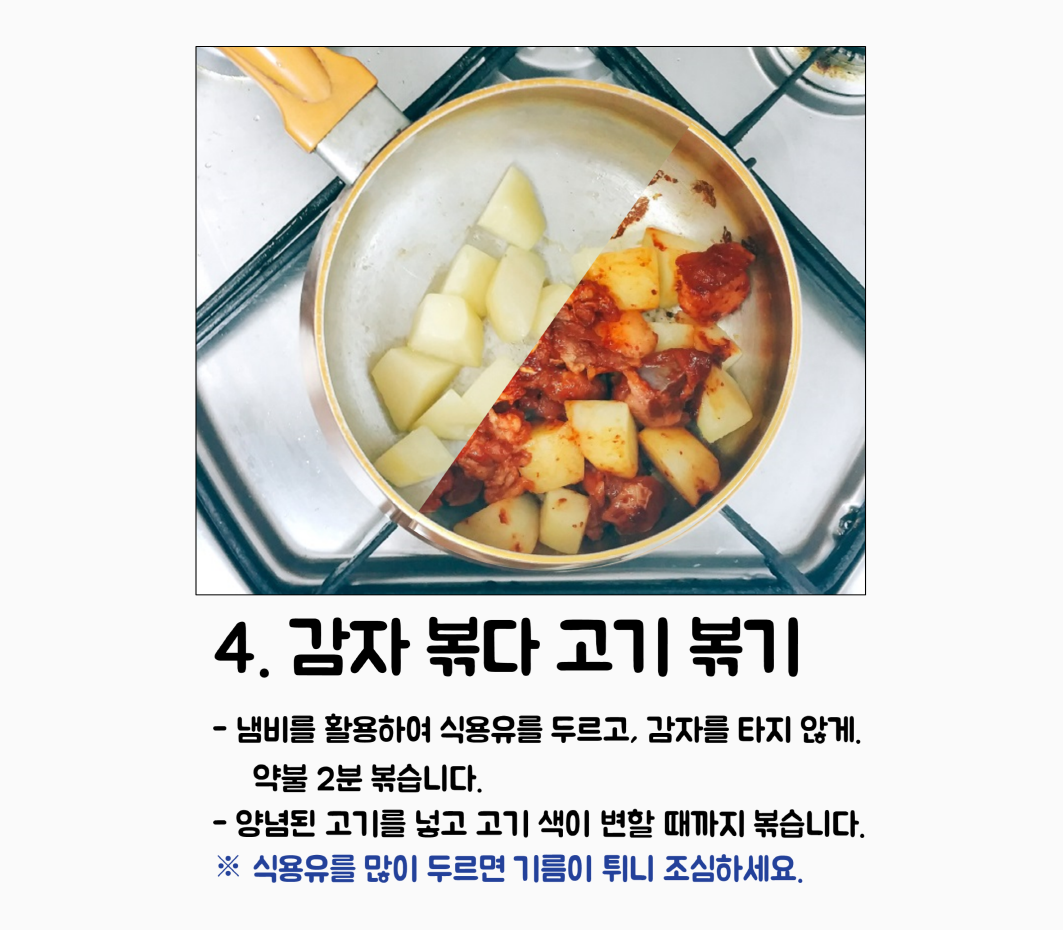 4. 감자 볶다 고기 볶기
- 냄비를 활용하여 식용유를 두르고, 감자를 타지 않게.
약불 2분 볶습니다.
- 양념된 고기를 넣고 고기 색이 변할 때까지 볶습니다.
※ 식용유를 많이 두르면 기름이 튀니 조심하세요.